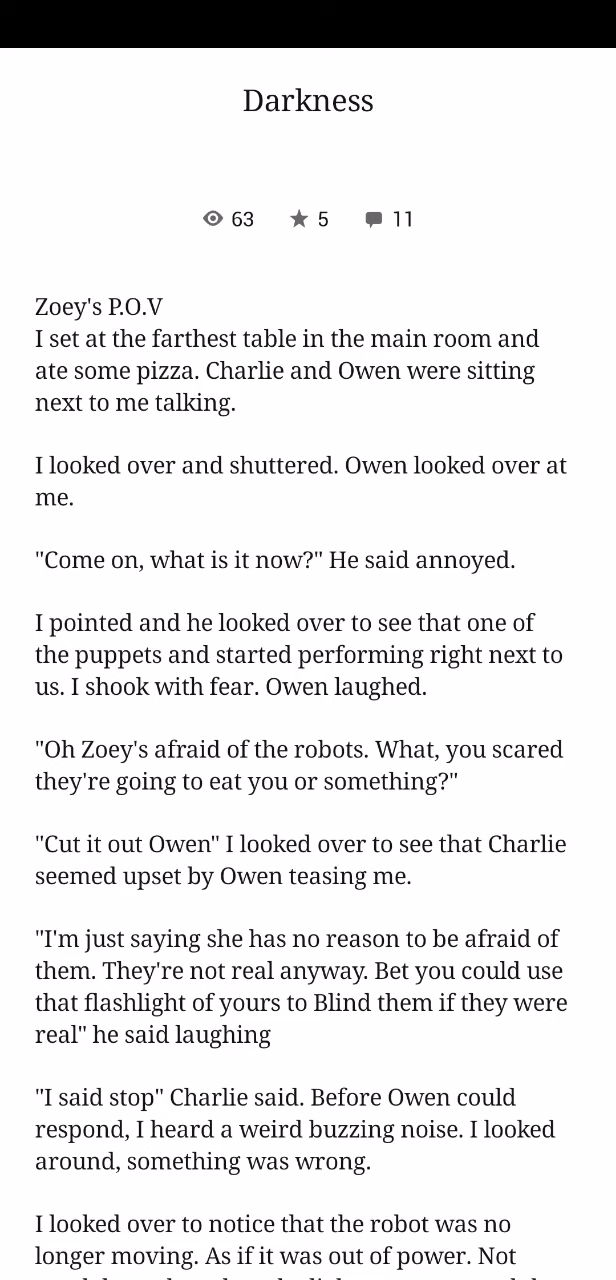 Darkness
63 5 11
Zoey's P.O.V
I set at the farthest table in the main room and
ate some pizza. Charlie and Owen were sitting
next to me talking.
I looked over and shuttered. Owen looked over at
me.
"Come on, what is it now?" He said annoyed.
I pointed and he looked over to see that one of
the puppets and started performing right next to
us. I shook with fear. Owen laughed.
"Oh Zoey's afraid of the robots. What, you scared
they're going to eat you or something?"
"Cut it out Owen" I looked over to see that Charlie
seemed upset by Owen teasing me.
"I'm just saying she has no reason to be afraid of
them. They're not real anyway. Bet you could use
that flashlight of yours to Blind them if they were
real" he said laughing
"I said stop" Charlie said. Before Owen could
respond, I heard a weird buzzing noise. I looked
around, something was wrong.
I looked over to notice that the robot was no
longer moving. As if it was out of power. Not